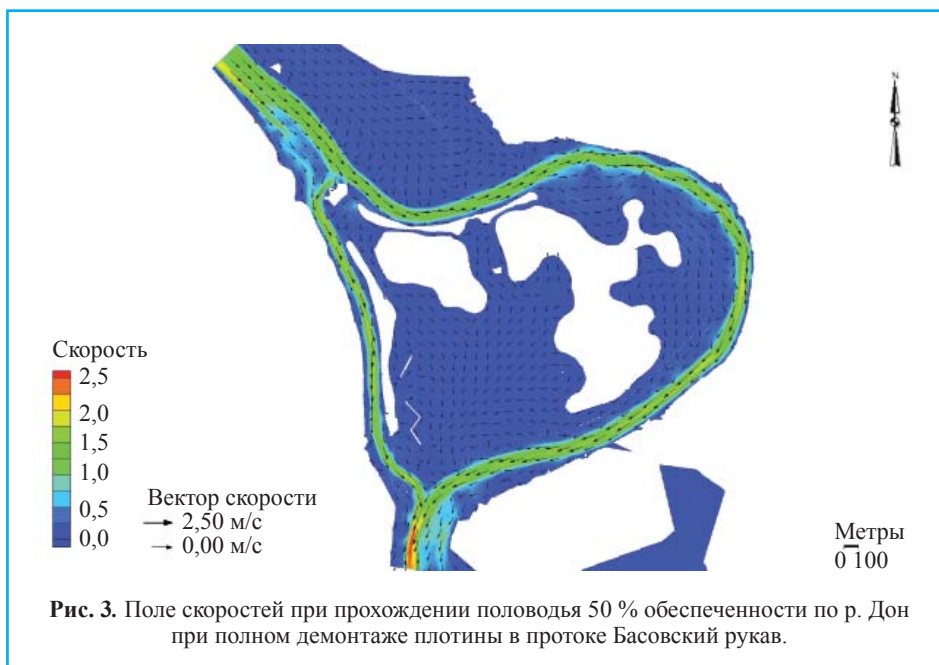 N
Скорость
2,5
2,0
1,5
1,0
0,5
0,0
Вектор скорости
2,50 м/с
0,00 м/с
Метры
0 100
Рис. 3. Поле скоростей при прохождении половодья 50 % обеспеченности по р. Дон
при полном демонтаже плотины в протоке Басовский рукав.